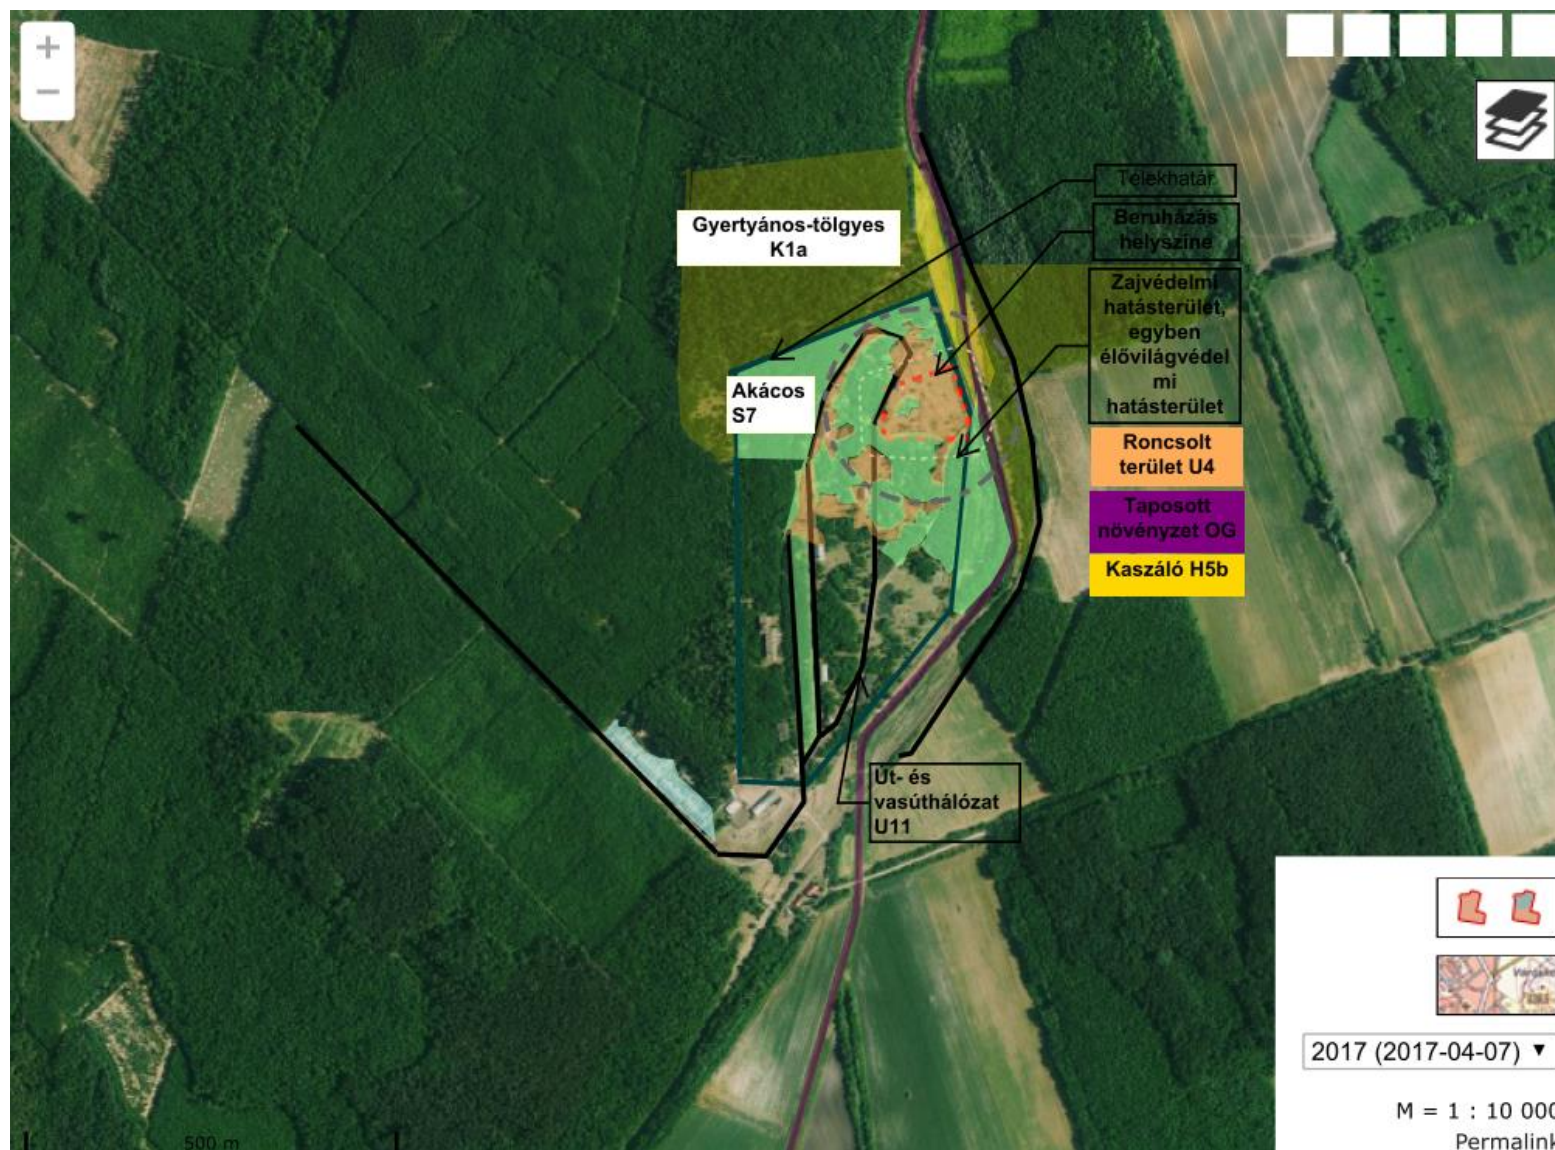 +
−
Telekhatár
Beruházás
helyszíne
Gyertyános-tölgyes
K1a
Zajvédelmi
hatásterület,
egyben
élővilágvédel
mi
hatásterület
Akácos
S7
Roncsolt
terület U4
Taposott
növényzet OG
Kaszáló H5b
Út- és
vasúthálózat
U11
2017 (2017-04-07) ▼
M = 1 : 10 000
Permalink
500 m